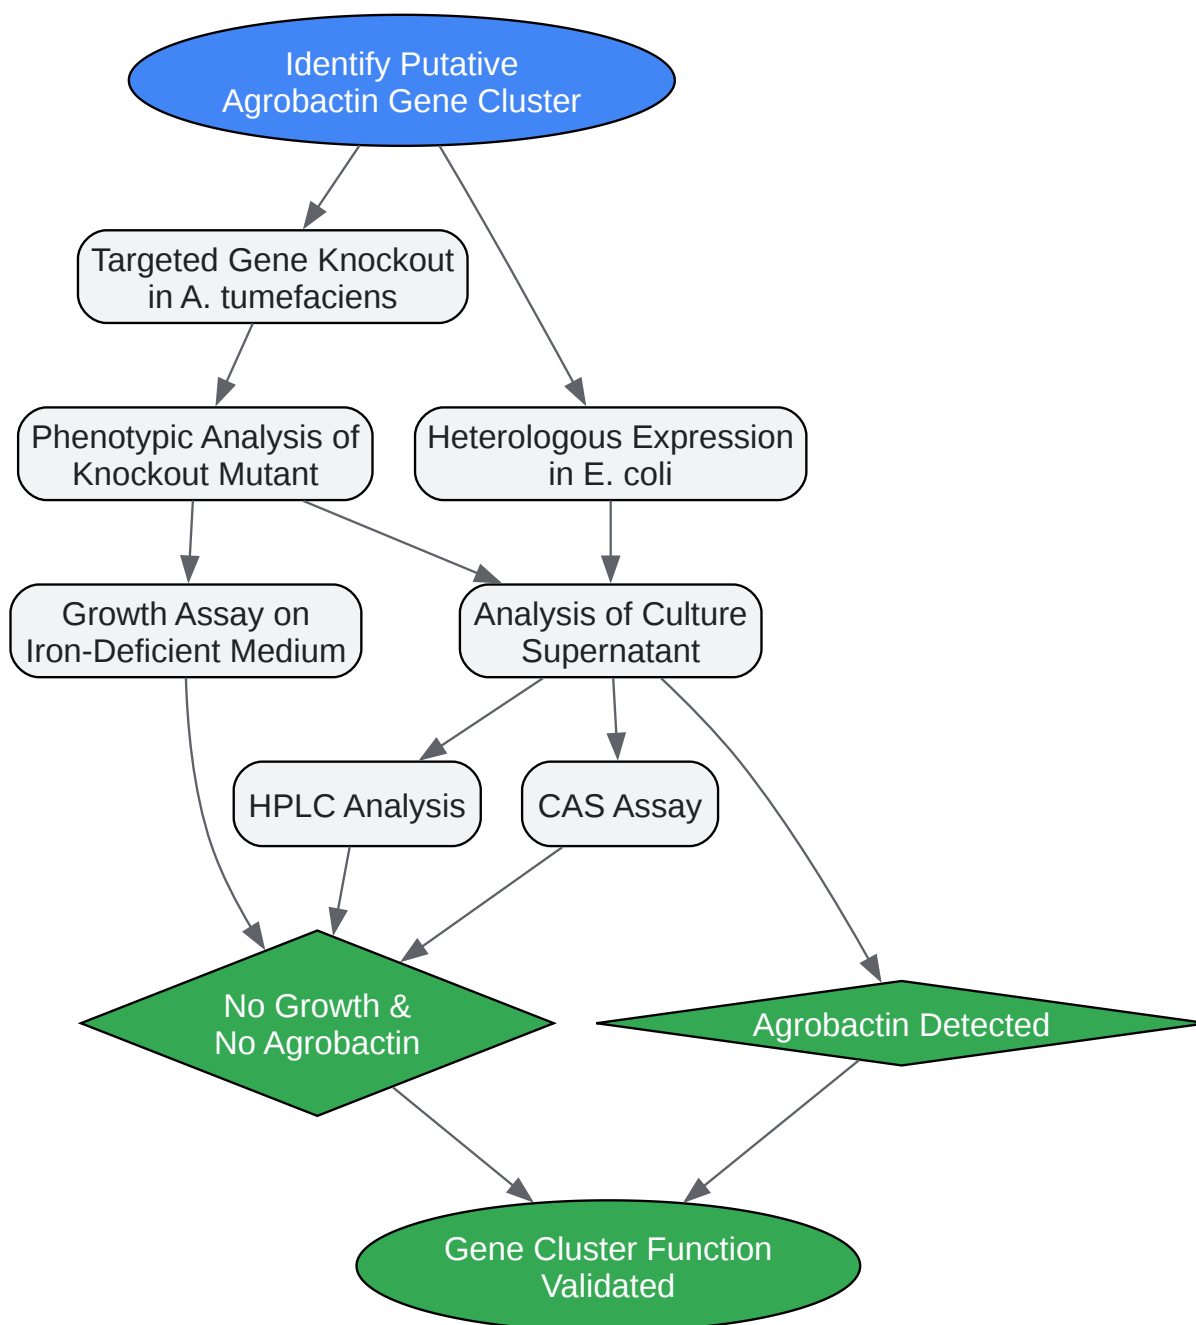 Identify Putative
Agrobactin Gene Cluster
Targeted Gene Knockout
in A. tumefaciens
Phenotypic Analysis of
Knockout Mutant
Heterologous Expression
in E. coli
Growth Assay on
Iron-Deficient Medium
Analysis of Culture
Supernatant
HPLC Analysis
CAS Assay
No Growth &
No Agrobactin
Agrobactin Detected
Gene Cluster Function
Validated